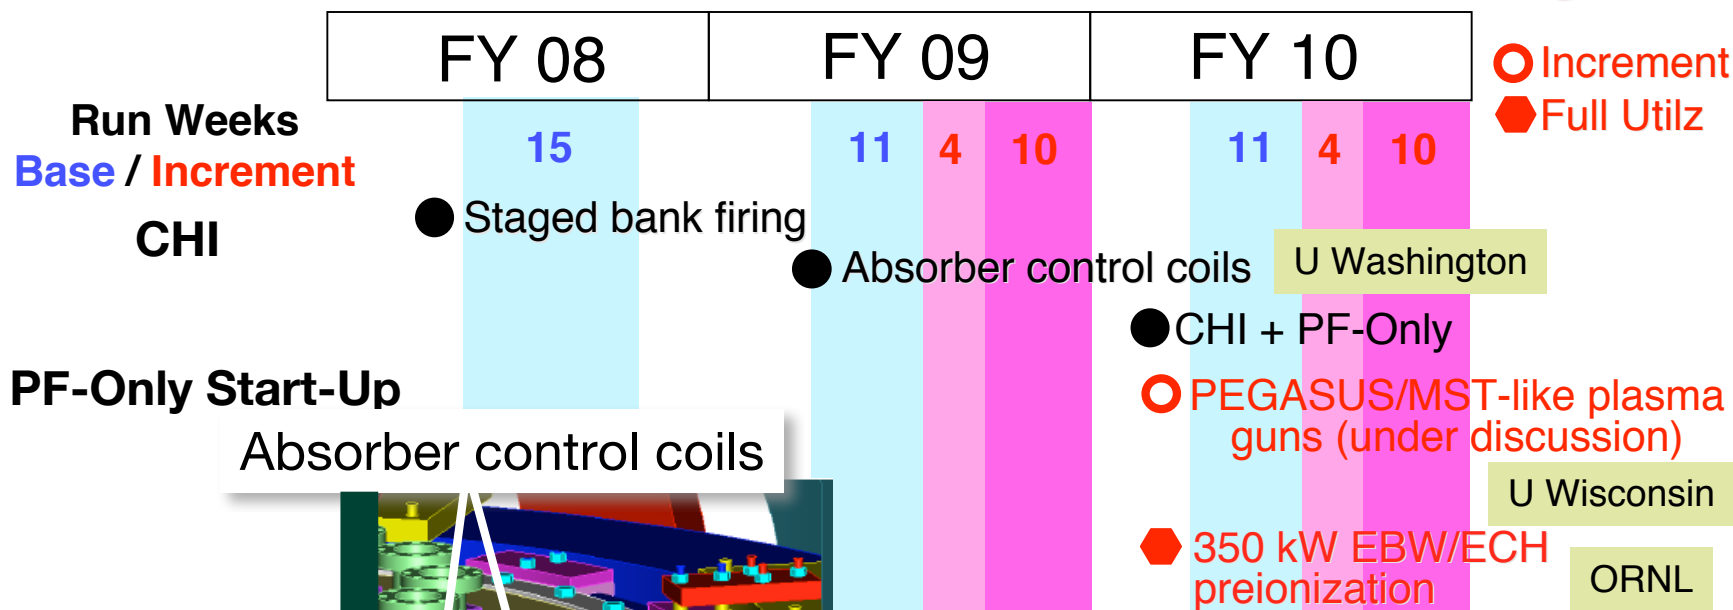 FY 08 FY 09 FY 10
Increment
Full Utilz
Run Weeks
Base / Increment
15 11 4 10 11 4 10
CHI
Staged bank firing
Absorber control coils
U Washington
CHI + PF-Only
PF-Only Start-Up
PEGASUS/MST-like plasma
guns (under discussion)
Absorber control coils
U Wisconsin
350 kW EBW/ECH
preionization
ORNL